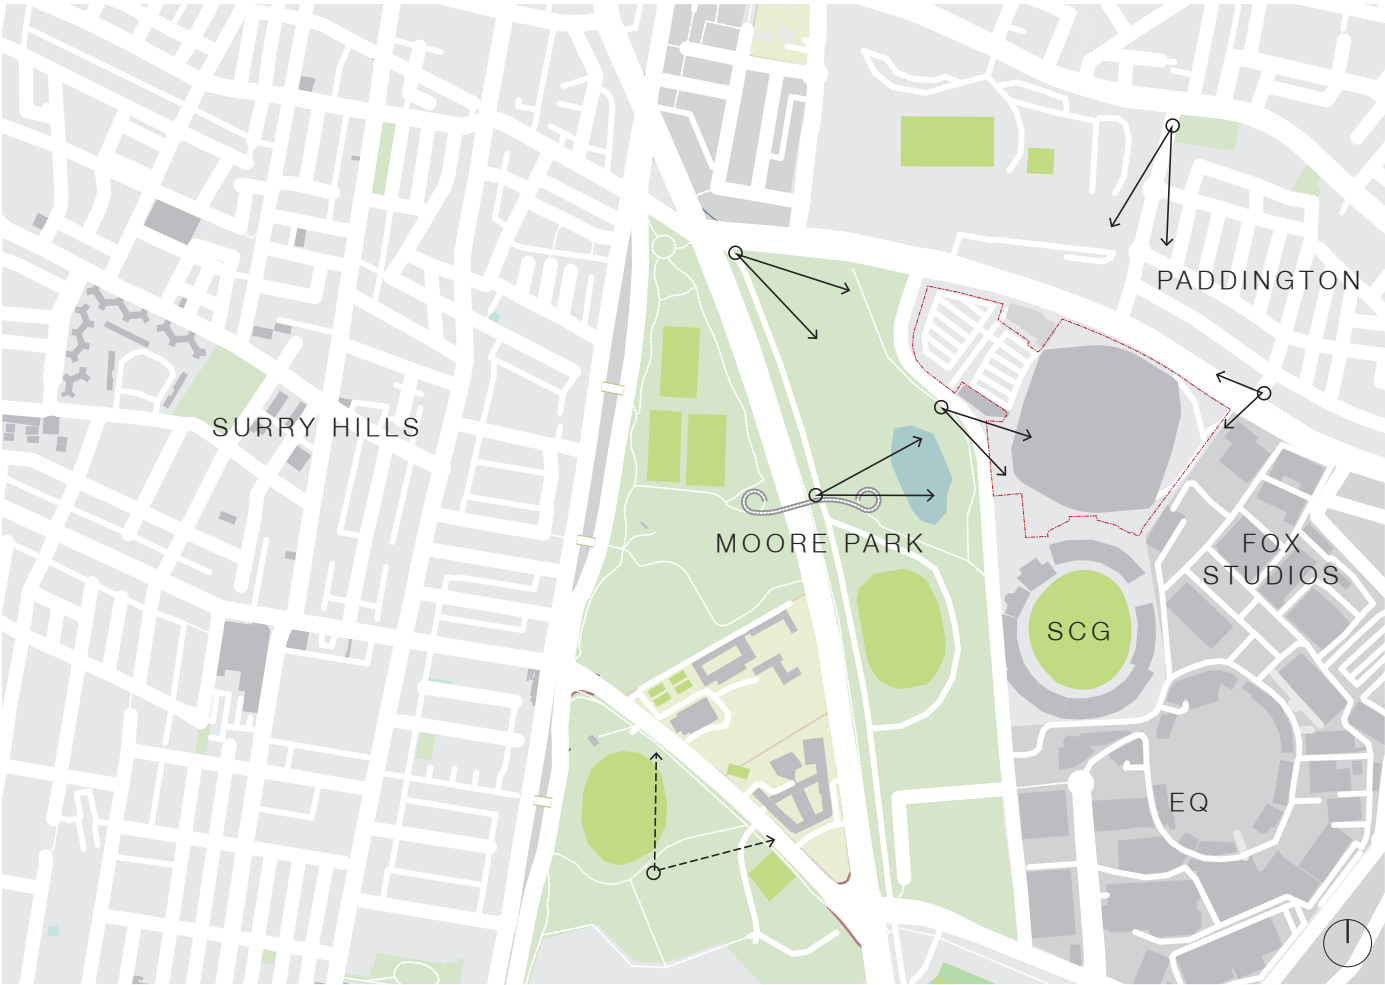 PADDINGTON
SURRY HILLS
MOORE PARK
FOX
STUDIOS
SCG
EQ